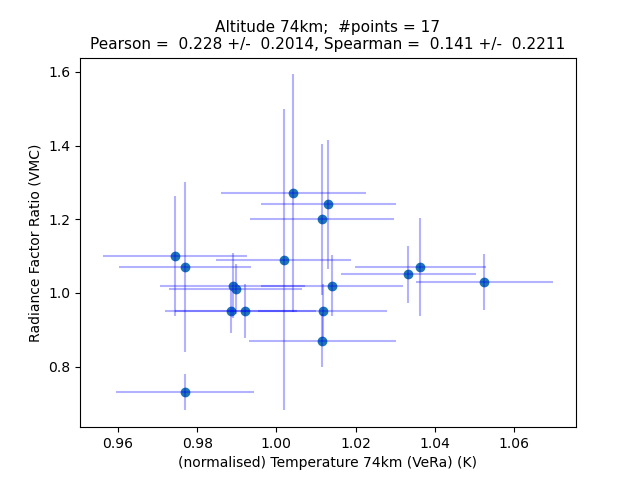 Altitude 74km;  #points = 17
Pearson =  0.228 +/-  0.2014, Spearman =  0.141 +/-  0.2211
Radiance Factor Ratio (VMC)
1.6
1.4
1.2
1.0
0.8
0.96 0.98 1.00 1.02 1.04 1.06
(normalised) Temperature 74km (VeRa) (K)